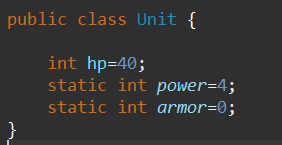 public class Unit {
int hp=40;
static int power=4;
static int armor=0;
}